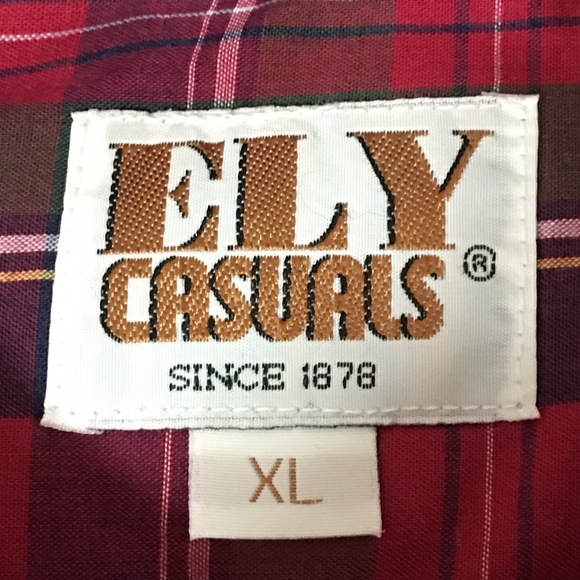 ELY
CASUALS ®
SINCE 1878
XL